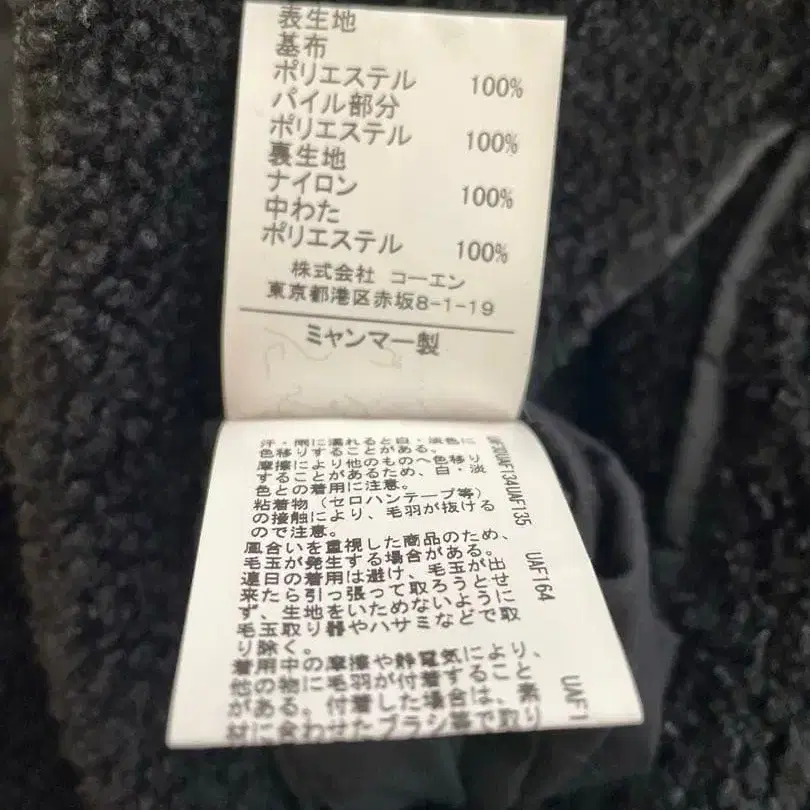 表生地
基布
ポリエステル 100%
パイル部分
ポリエステル 100%
裏生地
ナイロン 100%
中わた
ポリエステル 100%
株式会社 コーエン
東京都港区赤坂8-1-19
ミャンマー製
汗・雨に濡れると白・淡色に
色移りすることがある。
摩擦により他のものへ色移り
することがあるため、白・淡
色との着用に注意。
粘着物（セロハンテープ等）
の接触により、毛羽が抜ける
ので注意。
風合いを重視した商品のため、
毛玉が発生する場合がある。
連日の着用は避け、毛玉が出
来たら引っ張って取ろうとせ
ず、生地をいためないように
毛玉取り器やハサミなどで取
り除く。
着用中の摩擦や静電気により、
他の物に毛羽が付着すること
がある。付着した場合は、素
材に合わせたブラシ等で取り
UAF134UAF135
UAF164
UAF1